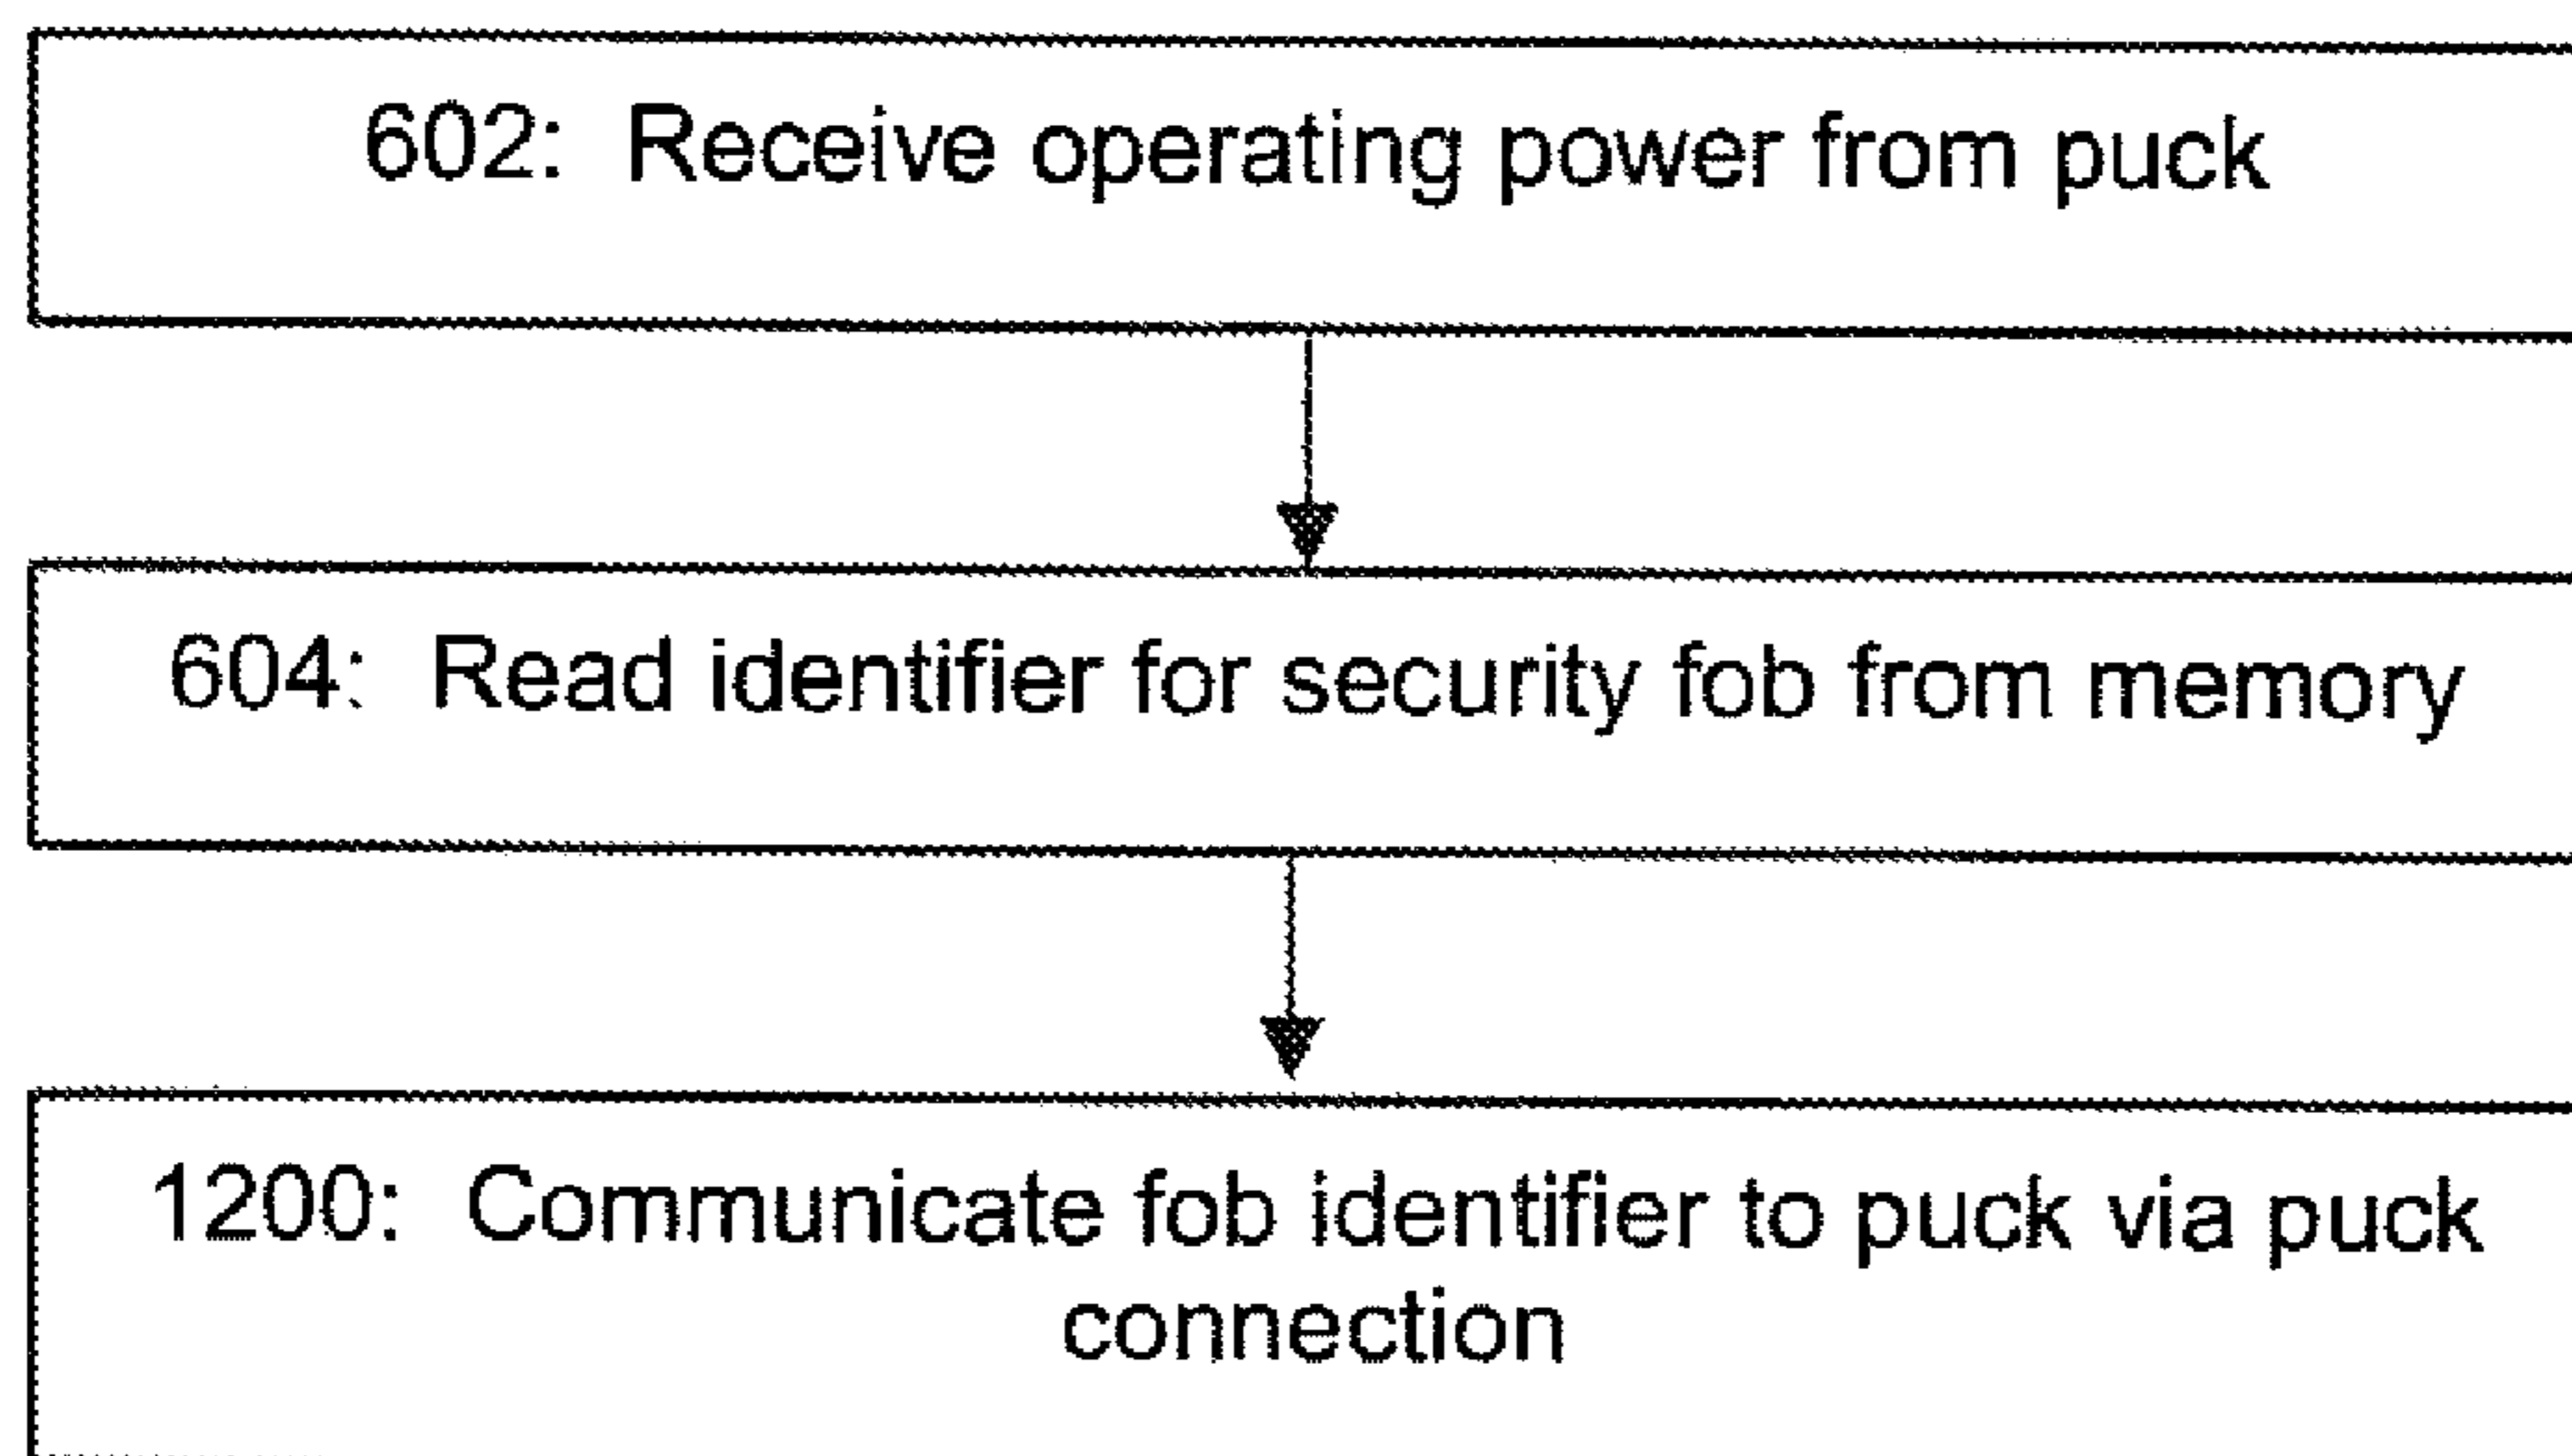 602: Receive operating power from puck
604: Read identifier for security fob from memory
1200: Communicate fob identifier to puck via puck
connection